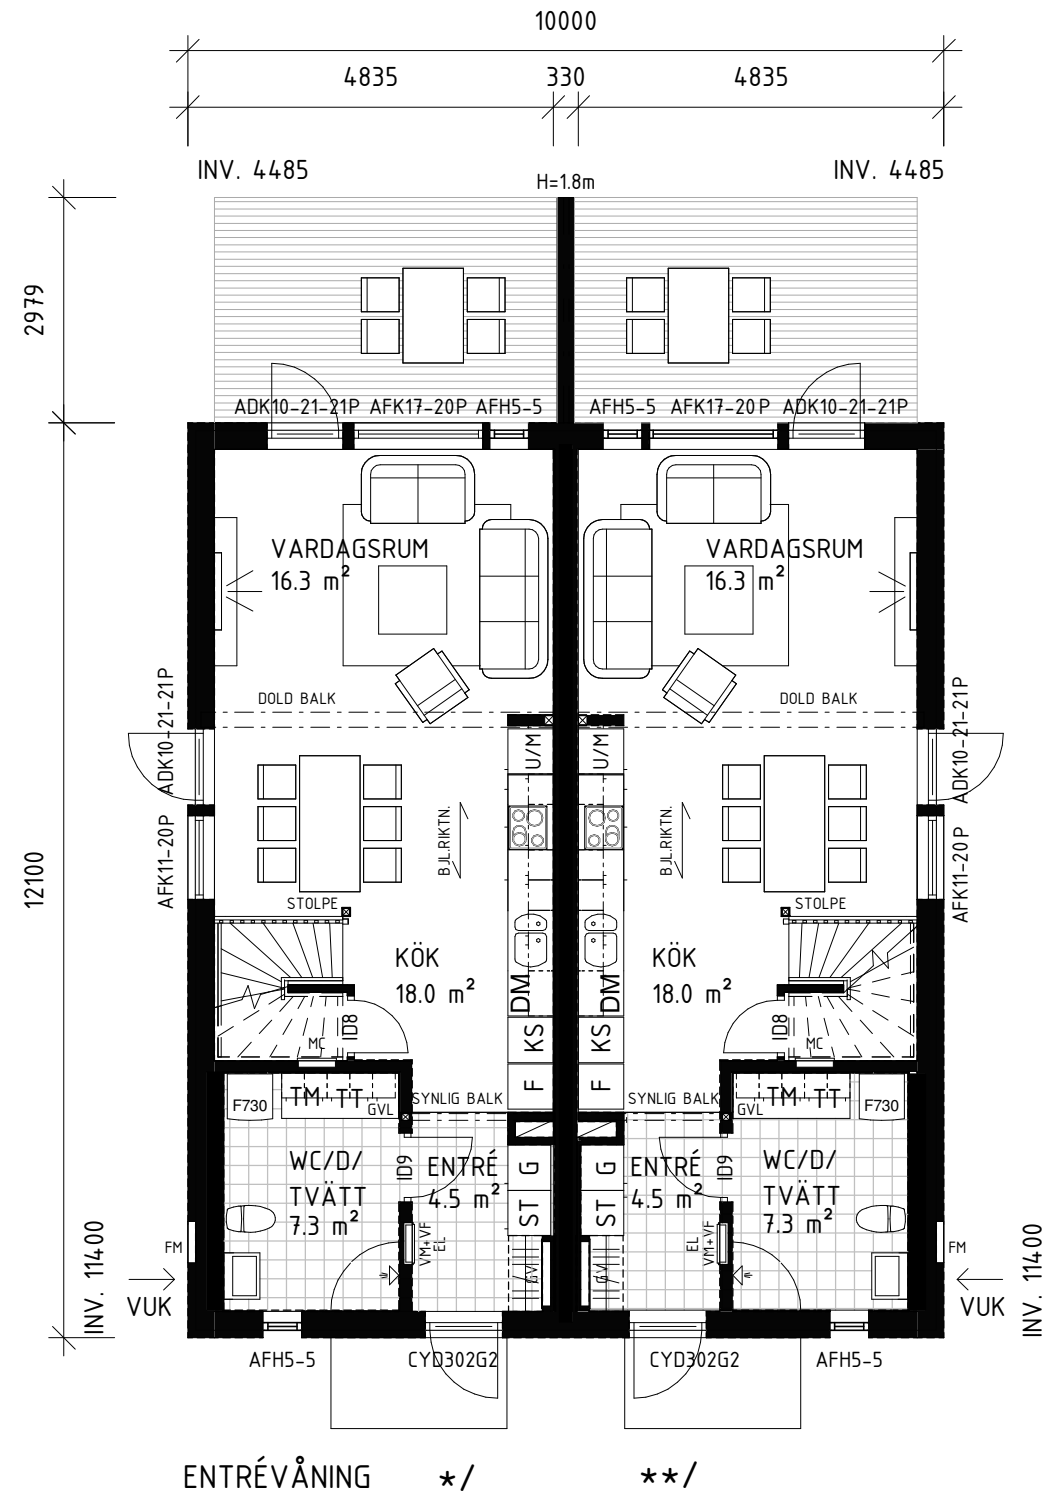 10000
4835 330 4835
INV. 4485 INV. 4485
H=1.8m
2979
ADK10-21-21P AFK17-20P AFH5-5 AFH5-5 AFK17-20P ADK10-21-21P
VARDAGSRUM VARDAGSRUM
16.3 m² 16.3 m²
DOLD BALK DOLD BALK
ADK10-21-21P U/M U/M ADK10-21-21P
AFK11-20P BJL.RIKTN. BJL.RIKTN. AFK11-20P
12100
STOLPE STOLPE
KÖK KÖK
18.0 m² 18.0 m²
DM DM
ID8 KS KS ID8
MC MC
F730 TM TT F F TM TT F730
GVL SYNLIG BALK SYNLIG BALK GVL
WC/D/ ID9 ENTRÉ G G ENTRÉ ID9 WC/D/
TVÄTT 4.5 m² 4.5 m² TVÄTT
7.3 m² ST ST 7.3 m²
FM VM+VF EL GV GV EL VM+VF FM
INV. 11400 INV. 11400
VUK VUK
AFH5-5 CYD302G2 CYD302G2 AFH5-5
ENTRÉVÅNING */ **/